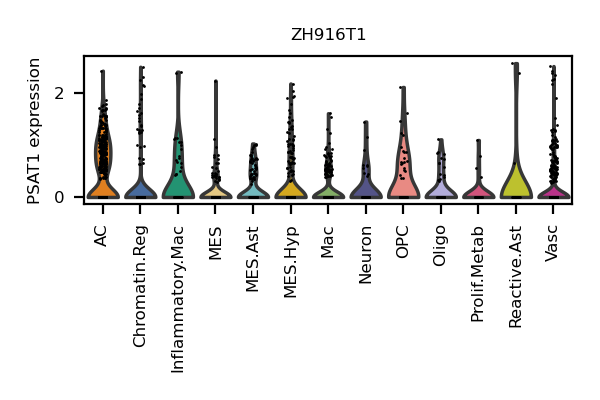 ZH916T1
PSAT1 expression
2
0
AC
Chromatin.Reg
Inflammatory.Mac
MES
MES.Ast
MES.Hyp
Mac
Neuron
OPC
Oligo
Prolif.Metab
Reactive.Ast
Vasc